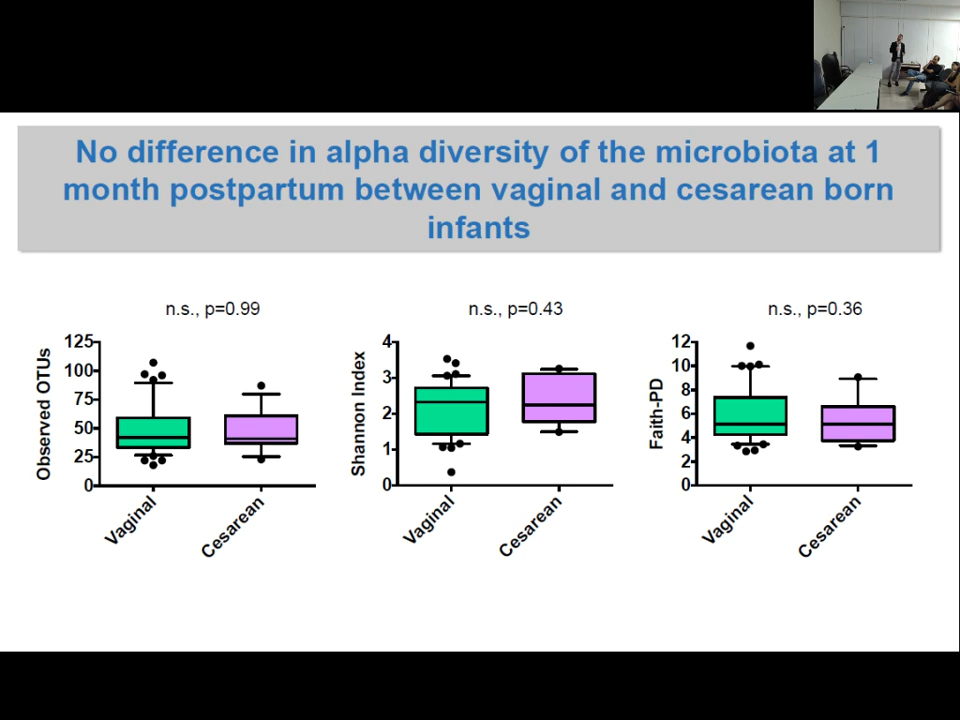 No difference in alpha diversity of the microbiota at 1
month postpartum between vaginal and cesarean born
infants
n.s., p=0.99
Observed OTUs
125
100
75
50
25
0
Vaginal
Cesarean
n.s., p=0.43
Shannon Index
4
3
2
1
0
Vaginal
Cesarean
n.s., p=0.36
Faith-PD
12
10
8
6
4
2
0
Vaginal
Cesarean